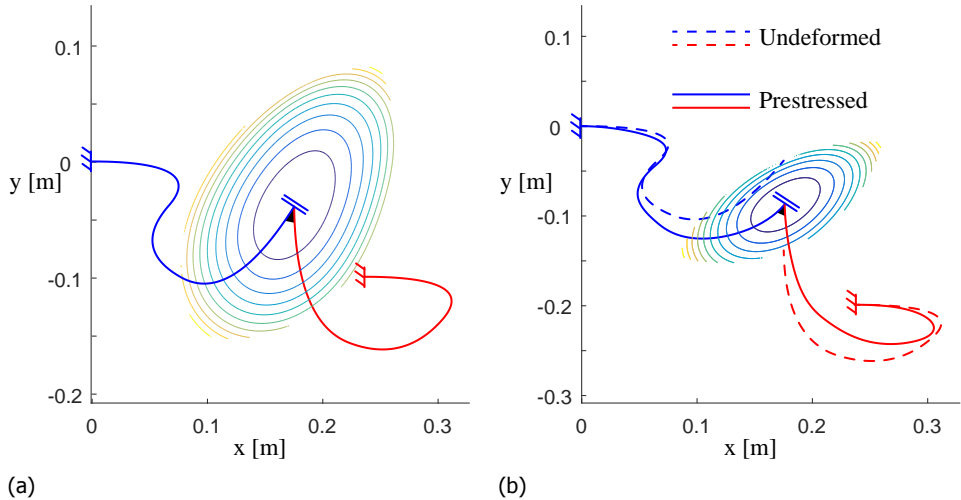 0.1
0
y [m]
-0.1
-0.2
0
0.1
0.2
0.3
x [m]
(a)
0.1
0
y [m]
-0.1
-0.2
-0.3
0
0.1
0.2
0.3
x [m]
Undeformed
Prestressed
(b)